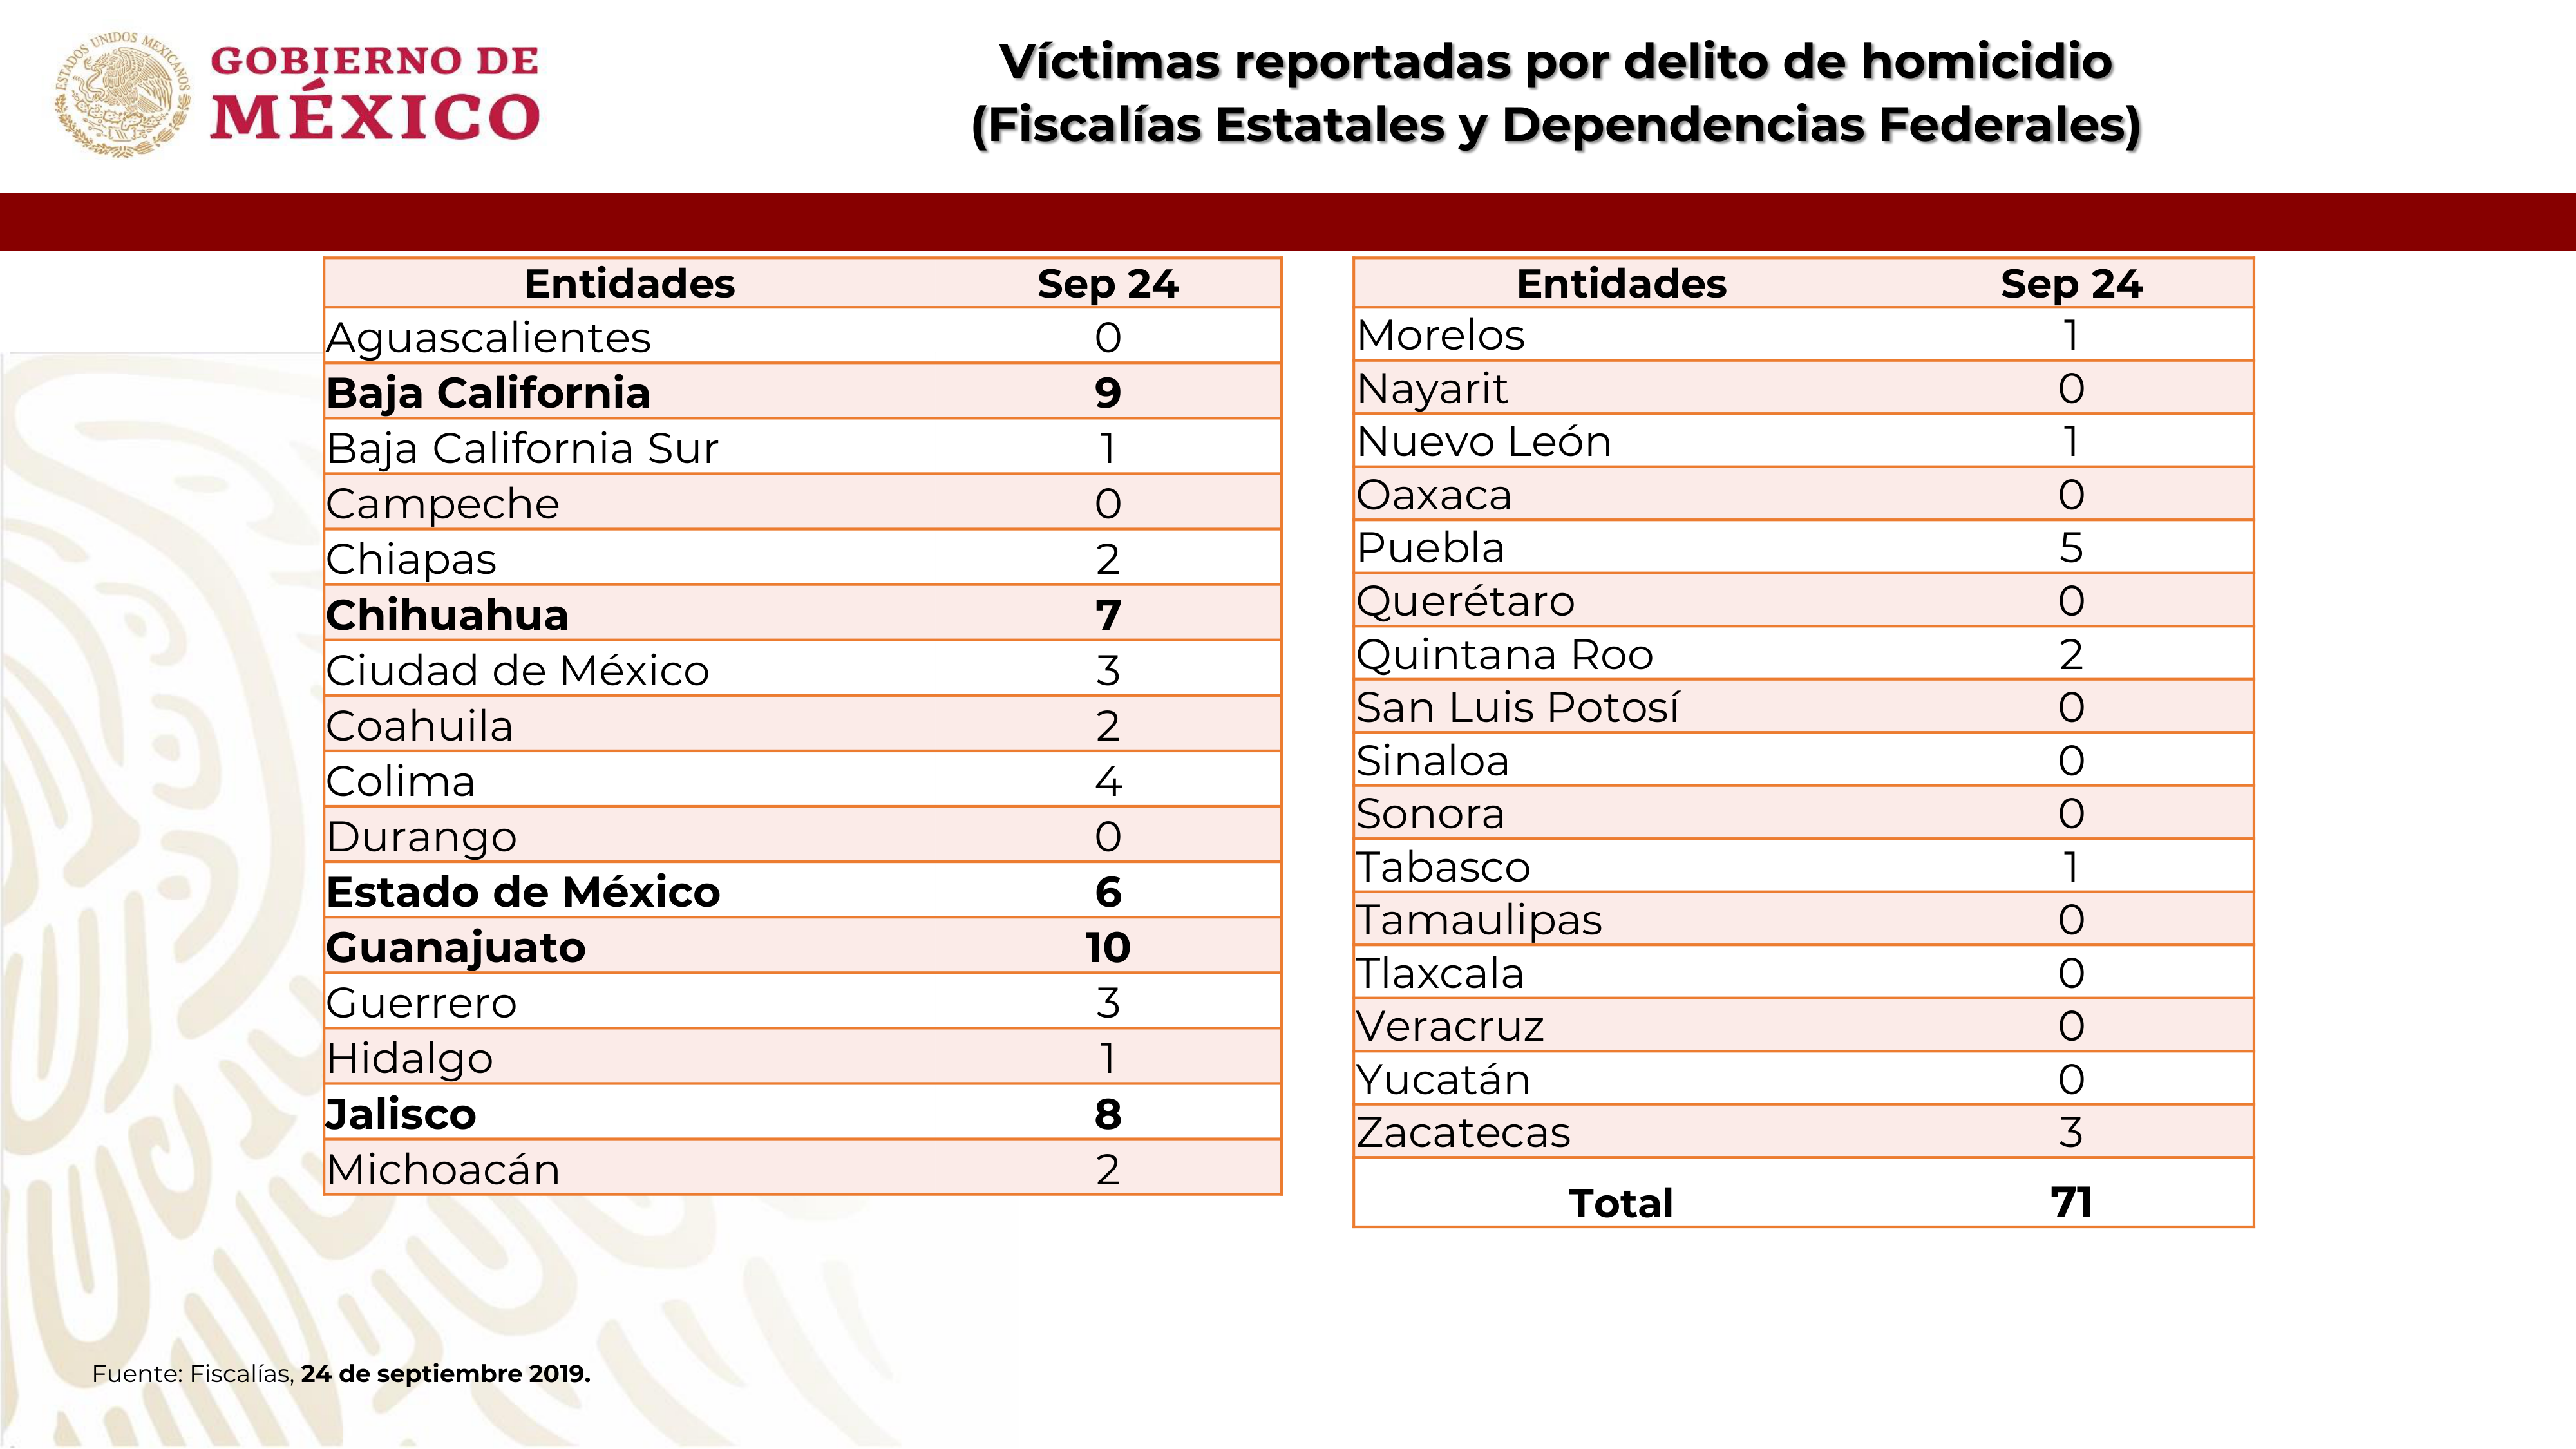 ESTADOS UNIDOS MEXICANOS
GOBIERNO DE
MÉXICO
Víctimas reportadas por delito de homicidio
(Fiscalías Estatales y Dependencias Federales)
Entidades Sep 24
Aguascalientes 0
Baja California 9
Baja California Sur 1
Campeche 0
Chiapas 2
Chihuahua 7
Ciudad de México 3
Coahuila 2
Colima 4
Durango 0
Estado de México 6
Guanajuato 10
Guerrero 3
Hidalgo 1
Jalisco 8
Michoacán 2
Entidades Sep 24
Morelos 1
Nayarit 0
Nuevo León 1
Oaxaca 0
Puebla 5
Querétaro 0
Quintana Roo 2
San Luis Potosí 0
Sinaloa 0
Sonora 0
Tabasco 1
Tamaulipas 0
Tlaxcala 0
Veracruz 0
Yucatán 0
Zacatecas 3
Total 71
Fuente: Fiscalías, 24 de septiembre 2019.